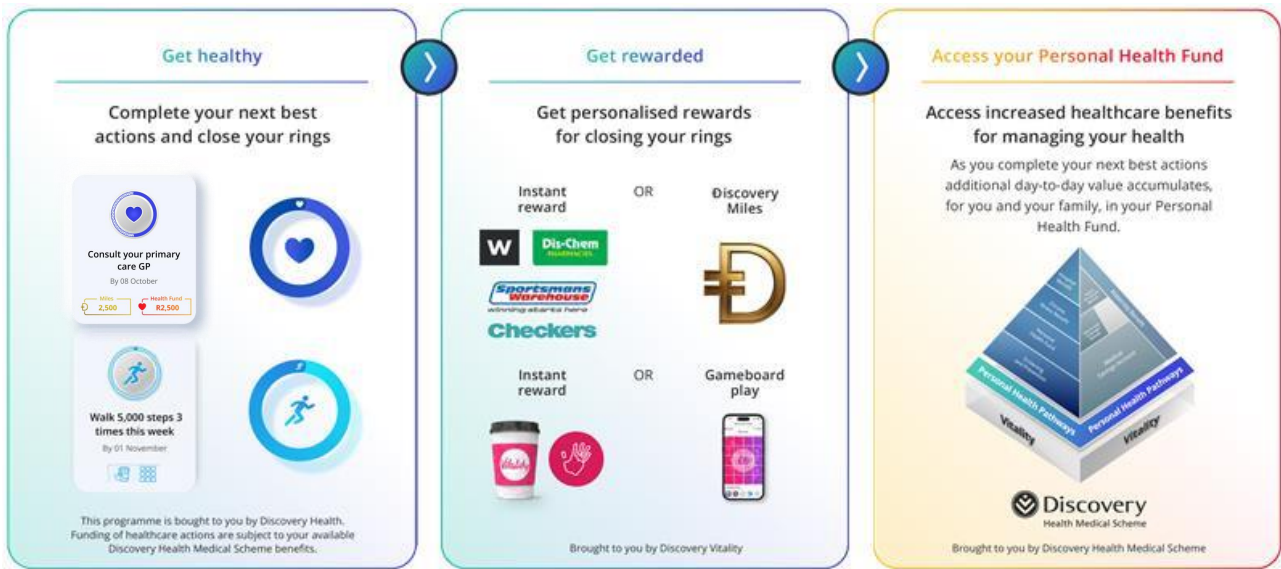 Get healthy
Complete your next best
actions and close your rings
Consult your primary
care GP
By 08 October
Miles
2,500
Health Fund
R2,500
Walk 5,000 steps 3
times this week
By 01 November
This programme is bought to you by Discovery Health.
Funding of healthcare actions are subject to your available
Discovery Health Medical Scheme benefits.
Get rewarded
Get personalised rewards
for closing your rings
Instant
reward
OR
Discovery
Miles
W
Dis-Chem
PHARMACIES
Sportsmans
Warehouse
winning starts here
Checkers
Instant
reward
OR
Gameboard
play
Vitality
Brought to you by Discovery Vitality
Access your Personal Health Fund
Access increased healthcare benefits
for managing your health
As you complete your next best actions
additional day-to-day value accumulates,
for you and your family, in your Personal
Health Fund.
Personal
Health Fund
Personal Health Pathways
Personal Health Pathways
Vitality
Vitality
Discovery
Health Medical Scheme
Brought to you by Discovery Health Medical Scheme